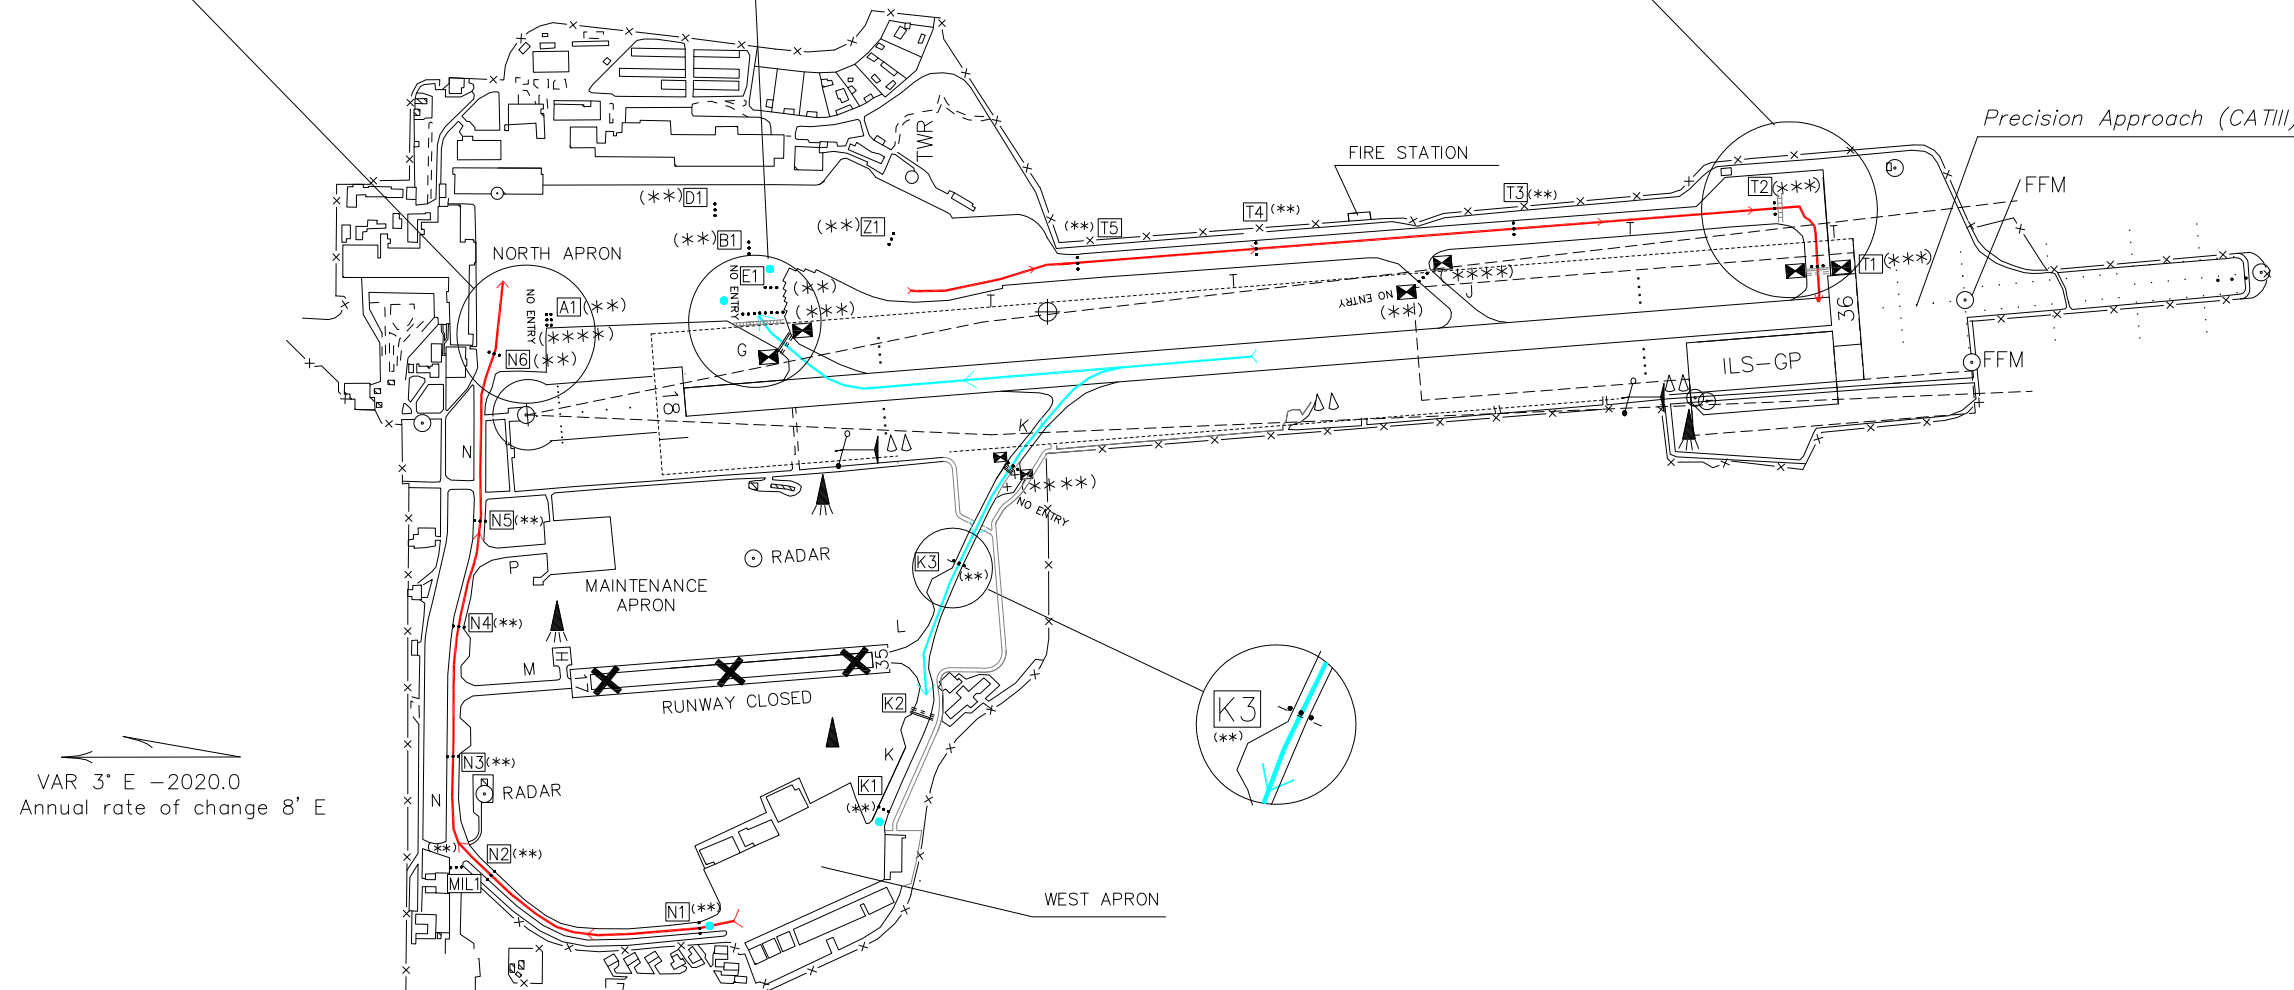 Precision Approach (CATIII)
FIRE STATION
TWR
FFM
T2(***)
T3(**)
T4(**)
(**)T5
(**)D1
(**)B1
(**)Z1
NORTH APRON
E1
(**)
(***)
NO ENTRY
A1(**)
(****)
NO ENTRY
N6(**)
G
T
T
T
T
T1(***)
(****)
J
NO ENTRY
(**)
36
18
ILS-GP
FFM
K
(****)
NO ENTRY
N
N5(**)
P
RADAR
MAINTENANCE
APRON
K3
(**)
N4(**)
L
M
H
17
35
RUNWAY CLOSED
K2
K
K3
(**)
VAR 3° E -2020.0
Annual rate of change 8' E
N3(**)
N
RADAR
K1
(**)
(**)
N2(**)
MIL1
N1(**)
WEST APRON